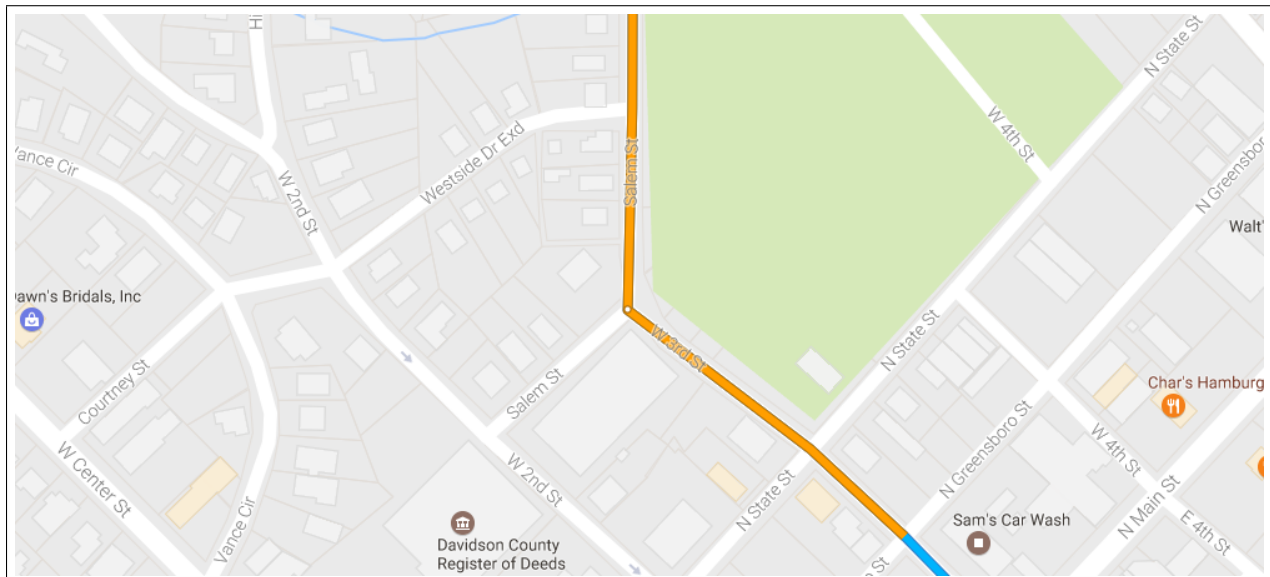 Hi
N State St
W 4th St
Salem St
Westside Dr Exd
N Greensboro
Vance Cir
W 2nd St
Walt'
Dawn's Bridals, Inc
W 3rd St
N State St
Courtney St
Salem St
Char's Hamburg
N Greensboro St
W 4th St
W Center St
W 2nd St
N State St
N Main St
Vance Cir
Sam's Car Wash
E 4th St
Davidson County
Register of Deeds